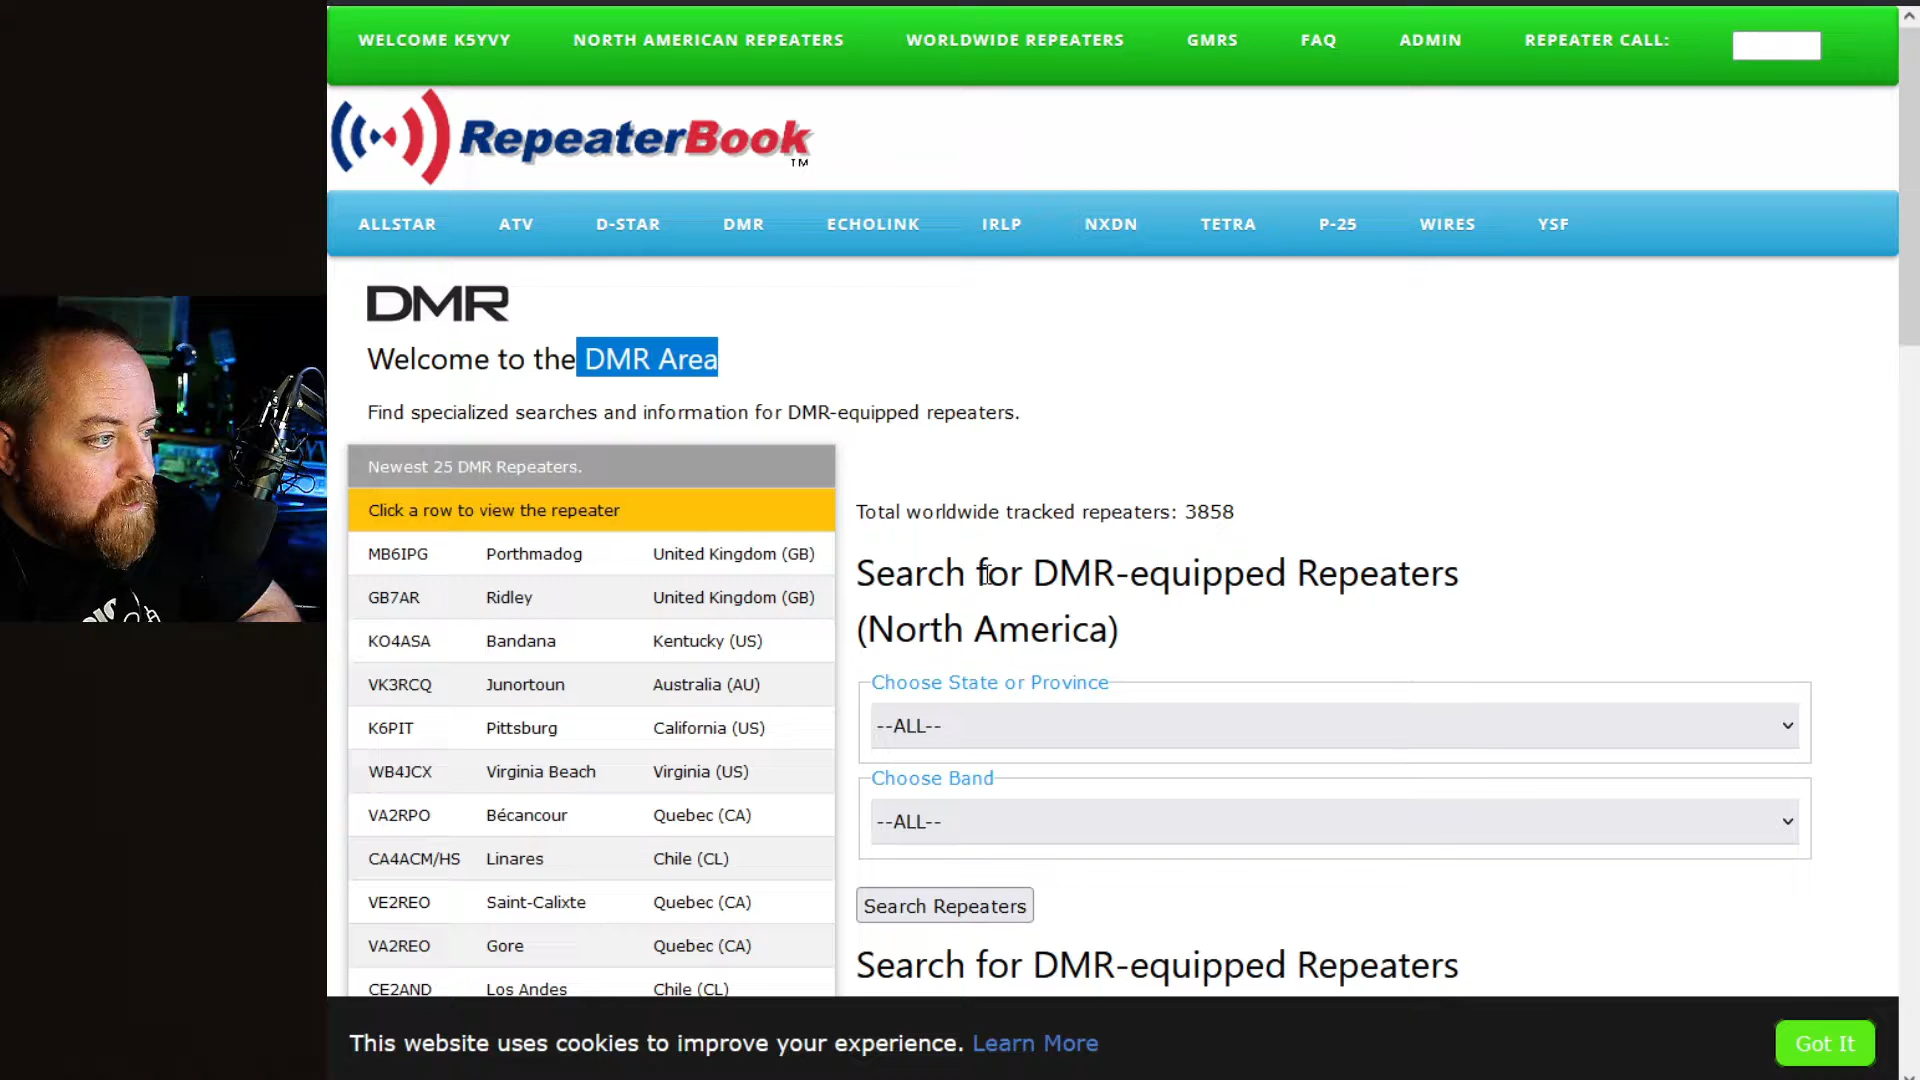 WELCOME K5YVY NORTH AMERICAN REPEATERS WORLDWIDE REPEATERS GMRS FAQ ADMIN REPEATER CALL:
RepeaterBook
TM
ALLSTAR ATV D-STAR DMR ECHOLINK IRLP NXDN TETRA P-25 WIRES YSF
DMR
Welcome to the DMR Area
Find specialized searches and information for DMR-equipped repeaters.
Newest 25 DMR Repeaters.
Click a row to view the repeater
MB6IPG Porthmadog United Kingdom (GB)
GB7AR Ridley United Kingdom (GB)
KO4ASA Bandana Kentucky (US)
VK3RCQ Junortoun Australia (AU)
K6PIT Pittsburg California (US)
WB4JCX Virginia Beach Virginia (US)
VA2RPO Bécancour Quebec (CA)
CA4ACM/HS Linares Chile (CL)
VE2REO Saint-Calixte Quebec (CA)
VA2REO Gore Quebec (CA)
CE2AND Los Andes Chile (CL)
Total worldwide tracked repeaters: 3858
Search for DMR-equipped Repeaters
(North America)
Choose State or Province
--ALL--
Choose Band
--ALL--
Search Repeaters
Search for DMR-equipped Repeaters
This website uses cookies to improve your experience. Learn More
Got It